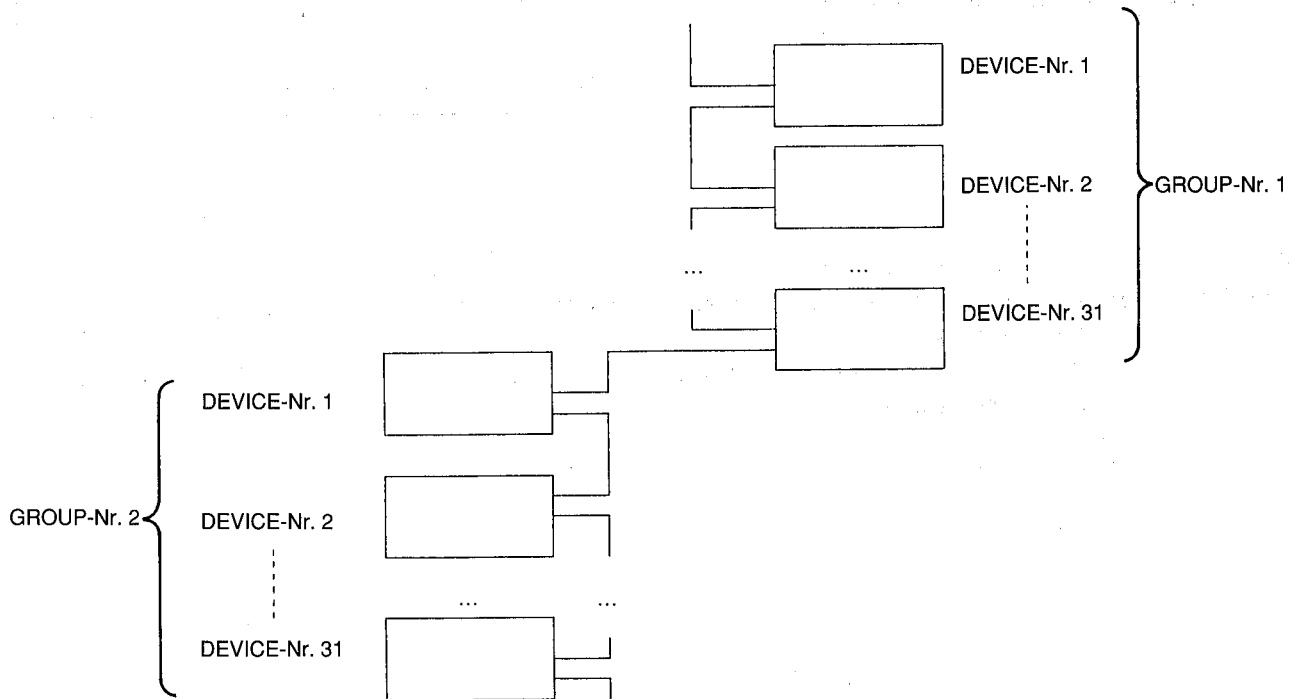 DEVICE-Nr. 1
DEVICE-Nr. 2
GROUP-Nr. 1
...
...
DEVICE-Nr. 31
DEVICE-Nr. 1
GROUP-Nr. 2
DEVICE-Nr. 2
...
...
DEVICE-Nr. 31